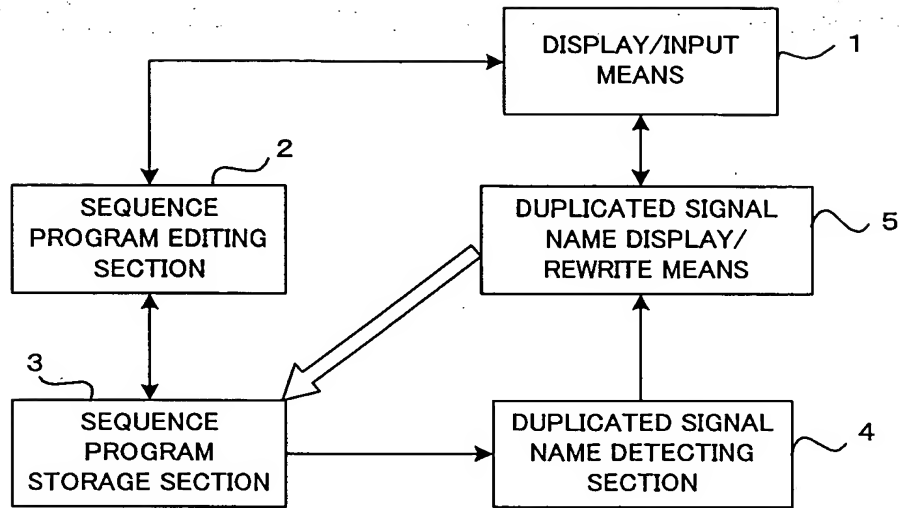 DISPLAY/INPUT
MEANS
1
2
SEQUENCE
PROGRAM EDITING
SECTION
DUPLICATED SIGNAL
NAME DISPLAY/
REWRITE MEANS
5
3
SEQUENCE
PROGRAM
STORAGE SECTION
DUPLICATED SIGNAL
NAME DETECTING
SECTION
4